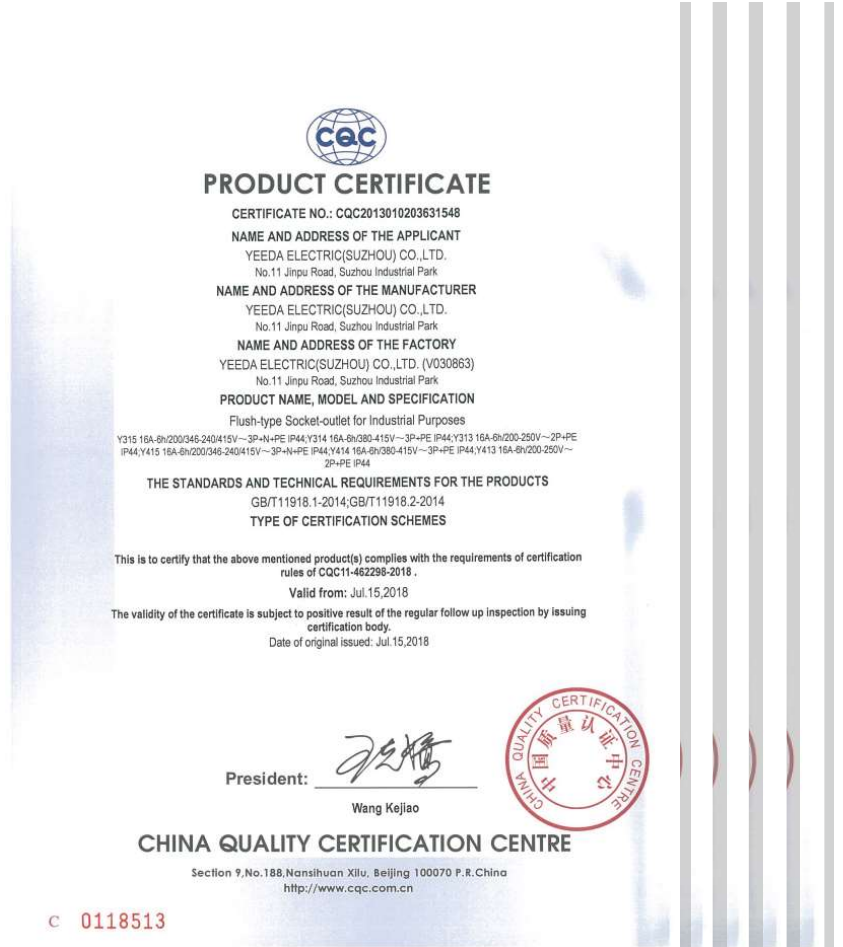 CQC
PRODUCT CERTIFICATE
CERTIFICATE NO.: CQC2013010203631548
NAME AND ADDRESS OF THE APPLICANT
YEEDA ELECTRIC(SUZHOU) CO.,LTD.
No.11 Jinpu Road, Suzhou Industrial Park
NAME AND ADDRESS OF THE MANUFACTURER
YEEDA ELECTRIC(SUZHOU) CO.,LTD.
No.11 Jinpu Road, Suzhou Industrial Park
NAME AND ADDRESS OF THE FACTORY
YEEDA ELECTRIC(SUZHOU) CO.,LTD. (V030863)
No.11 Jinpu Road, Suzhou Industrial Park
PRODUCT NAME, MODEL AND SPECIFICATION
Flush-type Socket-outlet for Industrial Purposes
Y315 16A-6h/200/346-240/415V～3P+N+PE IP44;Y314 16A-6h/380-415V～3P+PE IP44;Y313 16A-6h/200-250V～2P+PE
IP44;Y415 16A-6h/200/346-240/415V～3P+N+PE IP44;Y414 16A-6h/380-415V～3P+PE IP44;Y413 16A-6h/200-250V～
2P+PE IP44
THE STANDARDS AND TECHNICAL REQUIREMENTS FOR THE PRODUCTS
GB/T11918.1-2014;GB/T11918.2-2014
TYPE OF CERTIFICATION SCHEMES
This is to certify that the above mentioned product(s) complies with the requirements of certification
rules of CQC11-462298-2018 .
Valid from: Jul.15,2018
The validity of the certificate is subject to positive result of the regular follow up inspection by issuing
certification body.
Date of original issued: Jul.15,2018
CHINA QUALITY CERTIFICATION CENTRE
中国质量认证中心
President:
Wang Kejiao
CHINA QUALITY CERTIFICATION CENTRE
Section 9,No.188,Nansihuan Xilu, Beijing 100070 P.R.China
http://www.cqc.com.cn
C 0118513